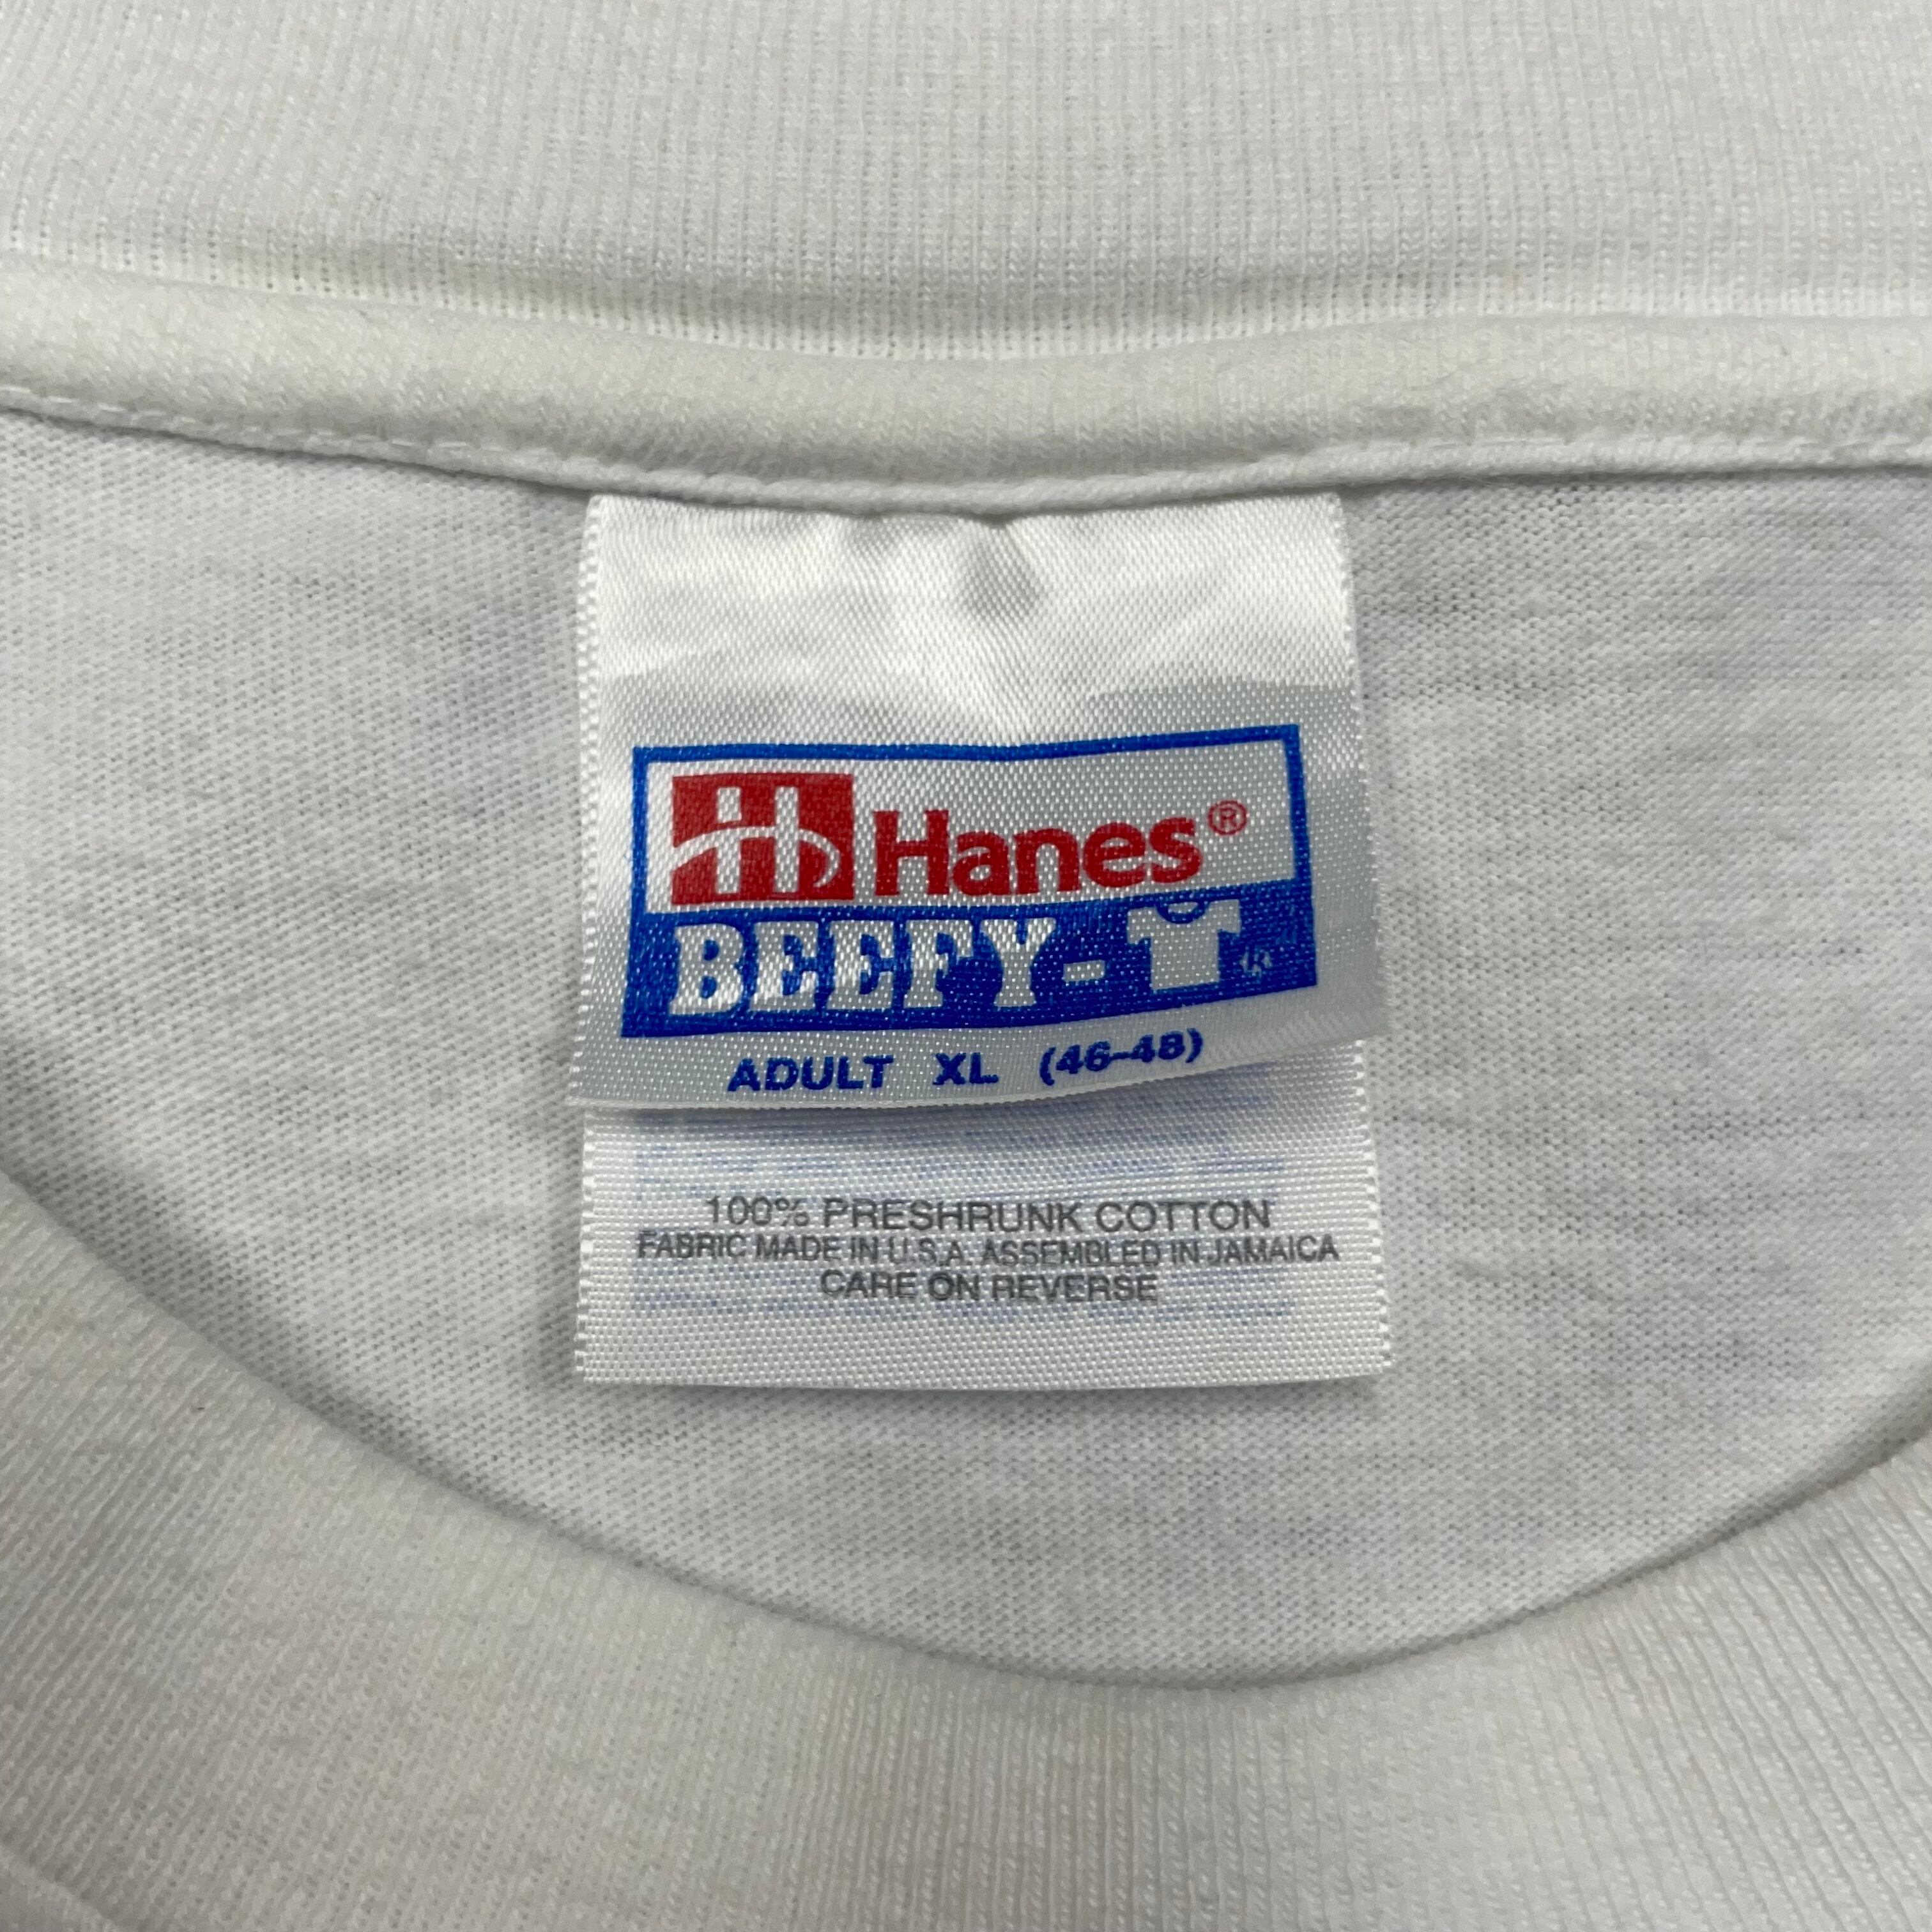 Hanes®
BEEFY-T®
ADULT XL (46-48)
100% PRESHRUNK COTTON
FABRIC MADE IN U.S.A. ASSEMBLED IN JAMAICA
CARE ON REVERSE